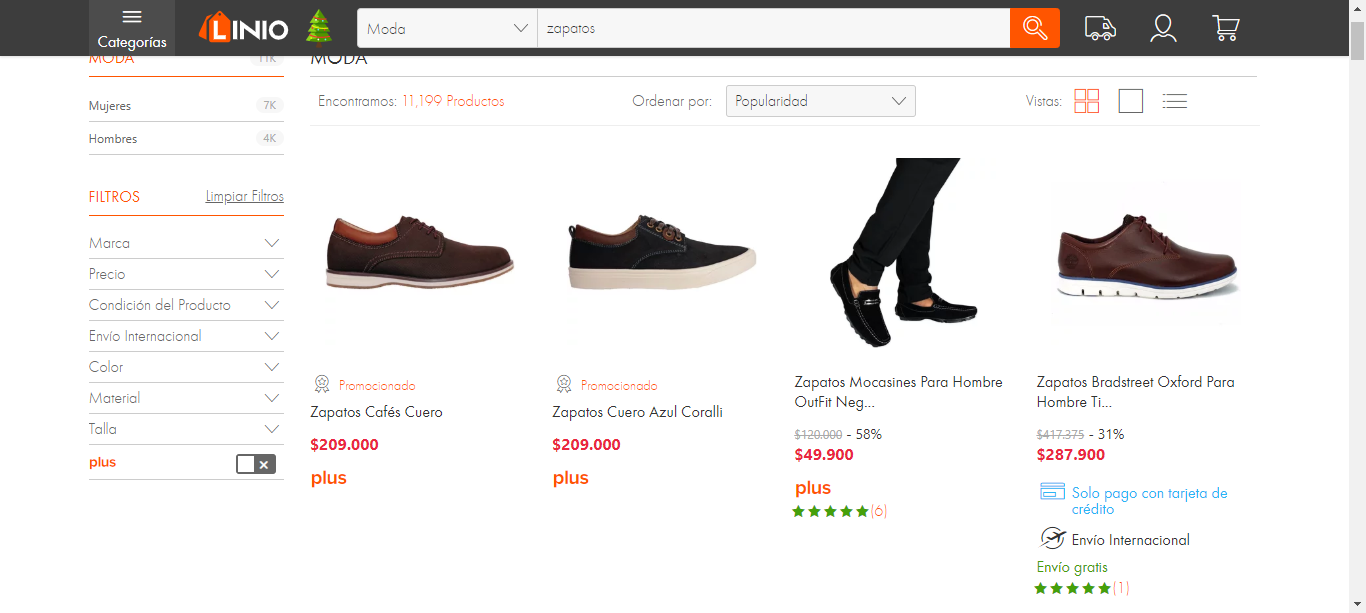 Categorías
LINIO
Moda
zapatos
MODA
11K
Mujeres
7K
Hombres
4K
FILTROS
Limpiar Filtros
Marca
Precio
Condición del Producto
Envío Internacional
Color
Material
Talla
plus
MODA
Encontramos: 11,199 Productos
Ordenar por:
Popularidad
Vistas:
Promocionado
Zapatos Cafés Cuero
$209.000
plus
Promocionado
Zapatos Cuero Azul Coralli
$209.000
plus
Zapatos Mocasines Para Hombre
OutFit Neg...
$120.000 - 58%
$49.900
plus
(6)
Zapatos Bradstreet Oxford Para
Hombre Ti...
$417.375 - 31%
$287.900
Solo pago con tarjeta de
crédito
Envío Internacional
Envío gratis
(1)